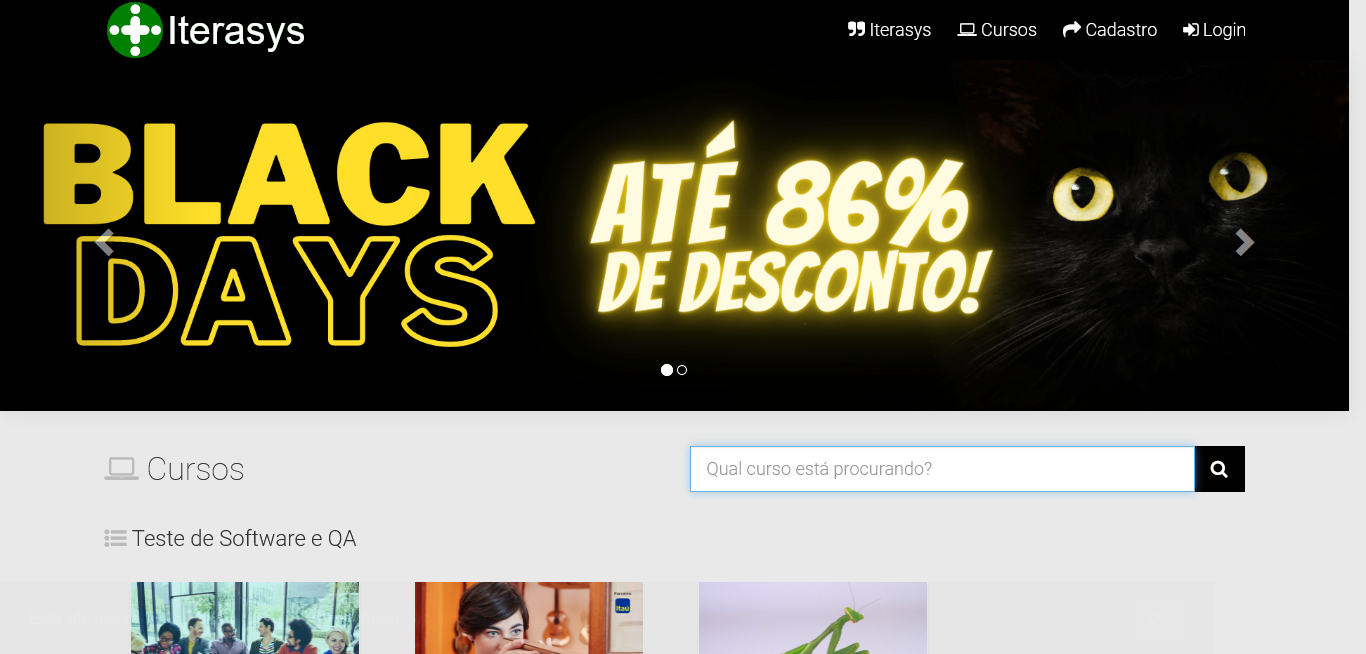 Iterasys
Iterasys Cursos Cadastro Login
BLACK
DAYS
ATÉ 86%
DE DESCONTO!
Cursos
Qual curso está procurando?
Teste de Software e QA
Parceiro
Itaú